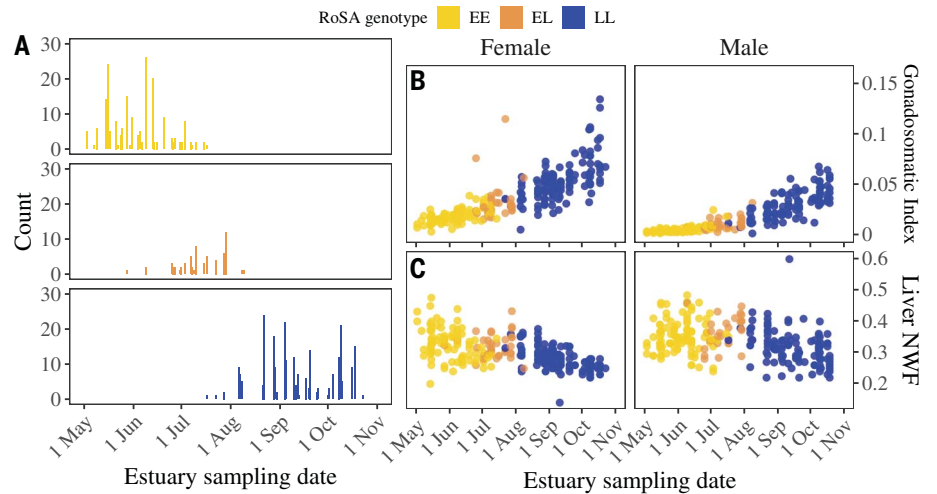 RoSA genotype EE EL LL
A
30
20
10
0
30
20
10
0
30
20
10
0
Count
1 May 1 Jun 1 Jul 1 Aug 1 Sep 1 Oct 1 Nov
Estuary sampling date
Female Male
B
0.15
0.1
0.05
0
Gonadosomatic Index
C
0.6
0.5
0.4
0.3
0.2
Liver NWF
1 May 1 Jun 1 Jul 1 Aug 1 Sep 1 Oct 1 Nov
1 May 1 Jun 1 Jul 1 Aug 1 Sep 1 Oct 1 Nov
Estuary sampling date